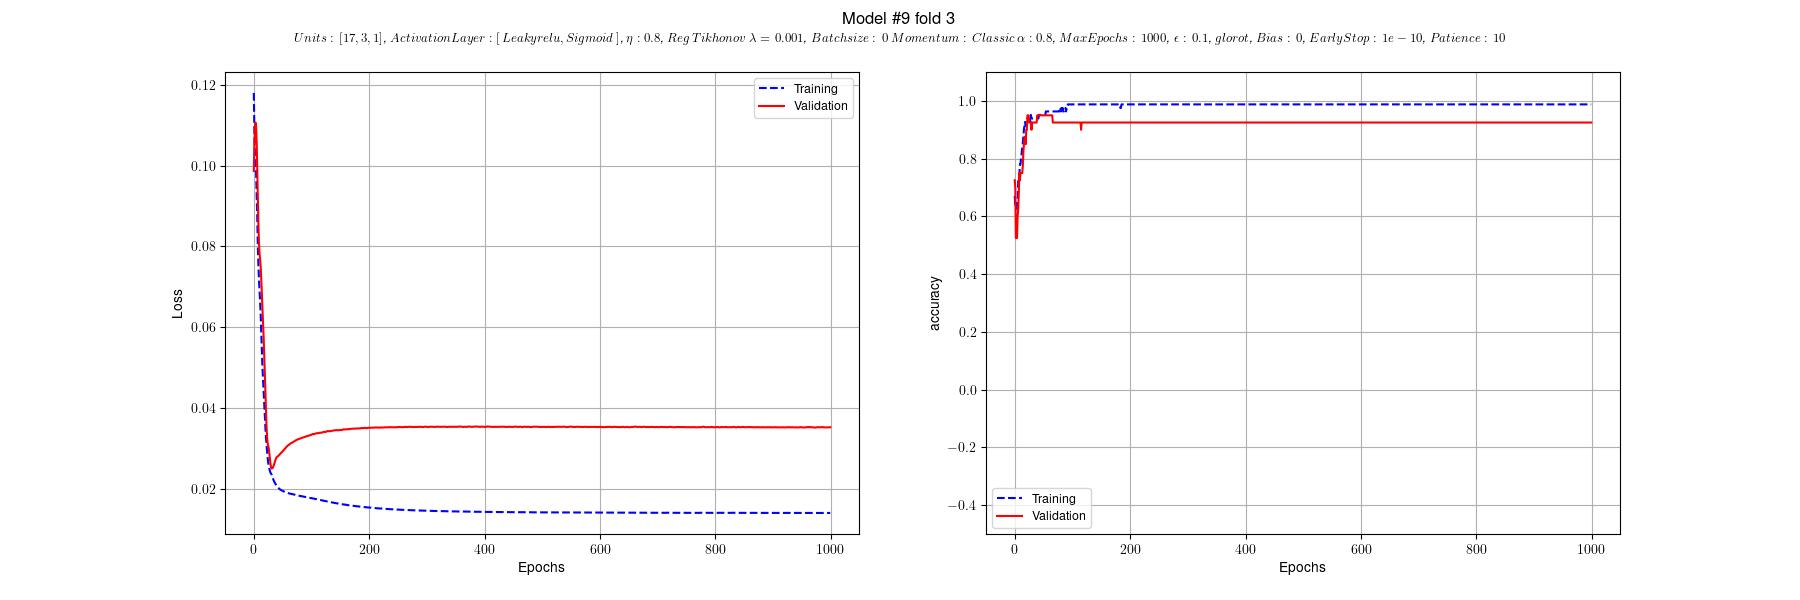 Model #9 fold 3
Units : [17, 3, 1], ActivationLayer : [ Leakyrelu, Sigmoid ], η : 0.8, Reg Tikhonov λ = 0.001, Batchsize : 0 Momentum : Classic α : 0.8, MaxEpochs : 1000, ϵ : 0.1, glorot, Bias : 0, EarlyStop : 1e − 10, Patience : 10
0.12
0.10
0.08
0.06
0.04
0.02
Loss
Training
Validation
0 200 400 600 800 1000
Epochs
1.0
0.8
0.6
0.4
0.2
0.0
−0.2
−0.4
accuracy
Training
Validation
0 200 400 600 800 1000
Epochs